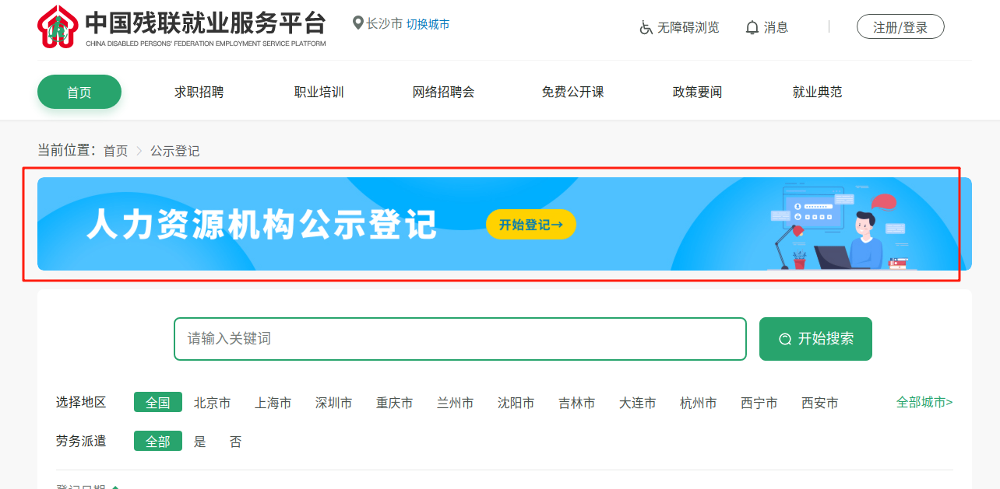 中国残联就业服务平台
CHINA DISABLED PERSONS' FEDERATION EMPLOYMENT SERVICE PLATFORM
长沙市 切换城市
无障碍浏览 消息 注册/登录
首页 求职招聘 职业培训 网络招聘会 免费公开课 政策要闻 就业典范
当前位置： 首页 > 公示登记
人力资源机构公示登记 开始登记→
请输入关键词 开始搜索
选择地区 全国 北京市 上海市 深圳市 重庆市 兰州市 沈阳市 吉林市 大连市 杭州市 西宁市 西安市 全部城市>
劳务派遣 全部 是 否
登记日期